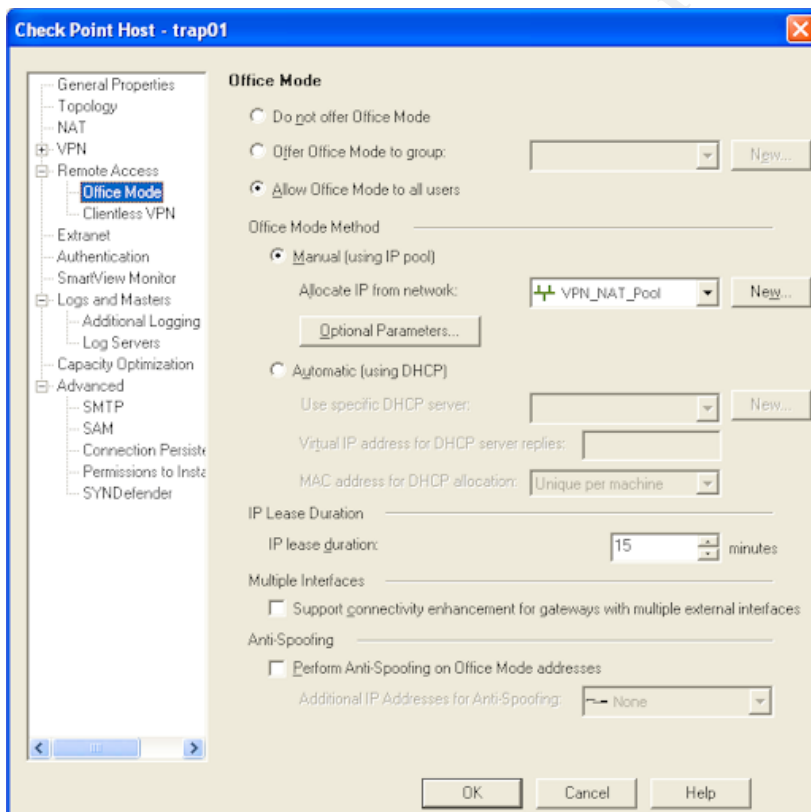 Check Point Host - trap01
General Properties
Topology
NAT
VPN
Remote Access
Office Mode
Clientless VPN
Extranet
Authentication
SmartView Monitor
Logs and Masters
Additional Logging
Log Servers
Capacity Optimization
Advanced
SMTP
SAM
Connection Persiste
Permissions to Insta
SYNDefender
Office Mode
Do not offer Office Mode
Offer Office Mode to group:
New...
Allow Office Mode to all users
Office Mode Method
Manual (using IP pool)
Allocate IP from network:
VPN_NAT_Pool
New...
Optional Parameters...
Automatic (using DHCP)
Use specific DHCP server:
New...
Virtual IP address for DHCP server replies:
MAC address for DHCP allocation:
Unique per machine
IP Lease Duration
IP lease duration:
15
minutes
Multiple Interfaces
Support connectivity enhancement for gateways with multiple external interfaces
Anti-Spoofing
Perform Anti-Spoofing on Office Mode addresses
Additional IP Addresses for Anti-Spoofing:
None
OK
Cancel
Help